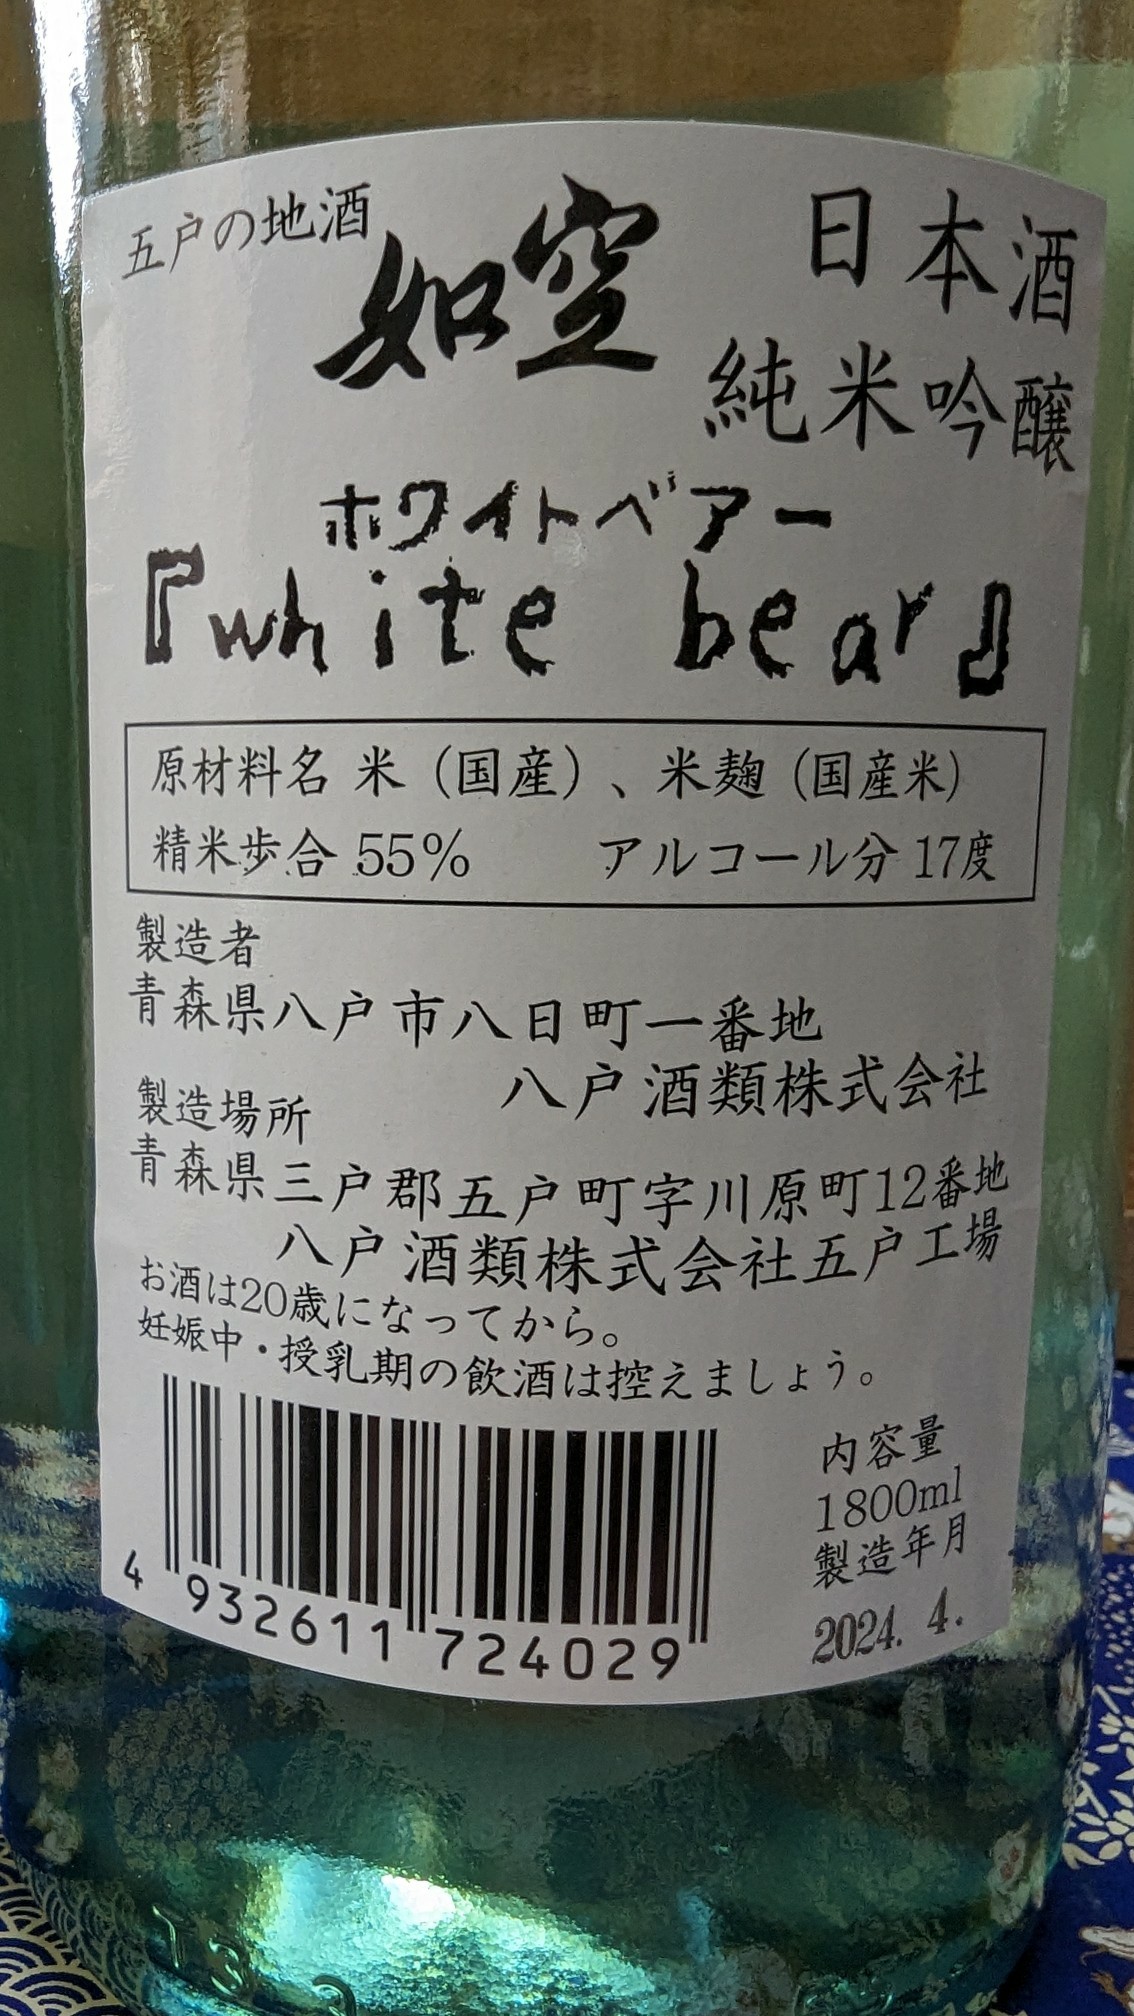 五戸の地酒
如空
日本酒
純米吟醸
ホワイトベアー
『white bear』
原材料名 米（国産）、米麹（国産米）
精米歩合 55% アルコール分 17度
製造者
青森県八戸市八日町一番地
八戸酒類株式会社
製造場所
青森県三戸郡五戸町字川原町12番地
八戸酒類株式会社五戸工場
お酒は20歳になってから。
妊娠中・授乳期の飲酒は控えましょう。
4 932611 724029
内容量
1800ml
製造年月
2024. 4.